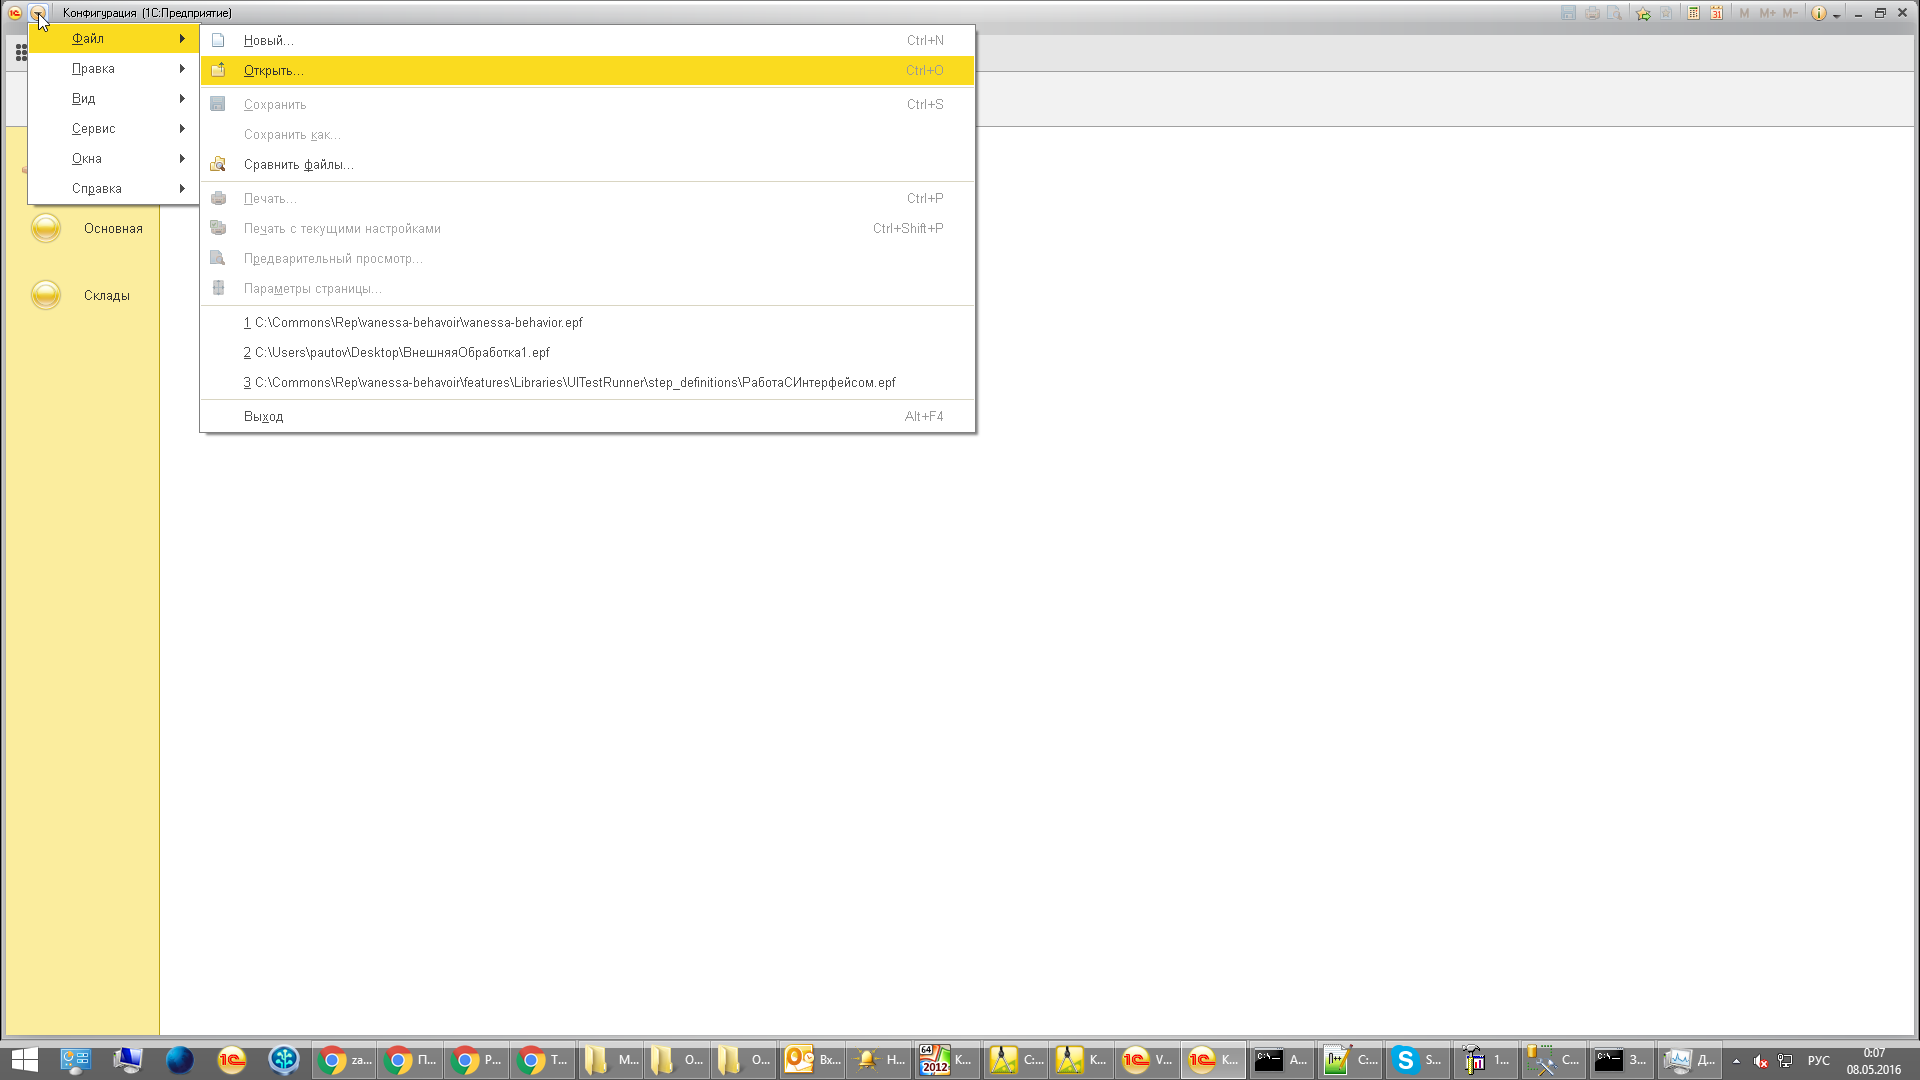 Конфигурация (1С:Предприятие)
31
M M+ M-
Файл
Правка
Вид
Сервис
Окна
Справка
Новый... Ctrl+N
Открыть... Ctrl+O
Сохранить Ctrl+S
Сохранить как...
Сравнить файлы...
Печать... Ctrl+P
Печать с текущими настройками Ctrl+Shift+P
Предварительный просмотр...
Параметры страницы...
1 C:\Commons\Rep\vanessa-behavoir\vanessa-behavior.epf
2 C:\Users\pautov\Desktop\ВнешняяОбработка1.epf
3 C:\Commons\Rep\vanessa-behavoir\features\Libraries\UITestRunner\step_definitions\РаботаСИнтерфейсом.epf
Выход Alt+F4
Основная
Склады
za... П... P... T... M... O... O... Вх... Н... 64 2012 К... C:... К... V... К... A... C:... S... 1... С... З... Д... РУС
0:07
08.05.2016